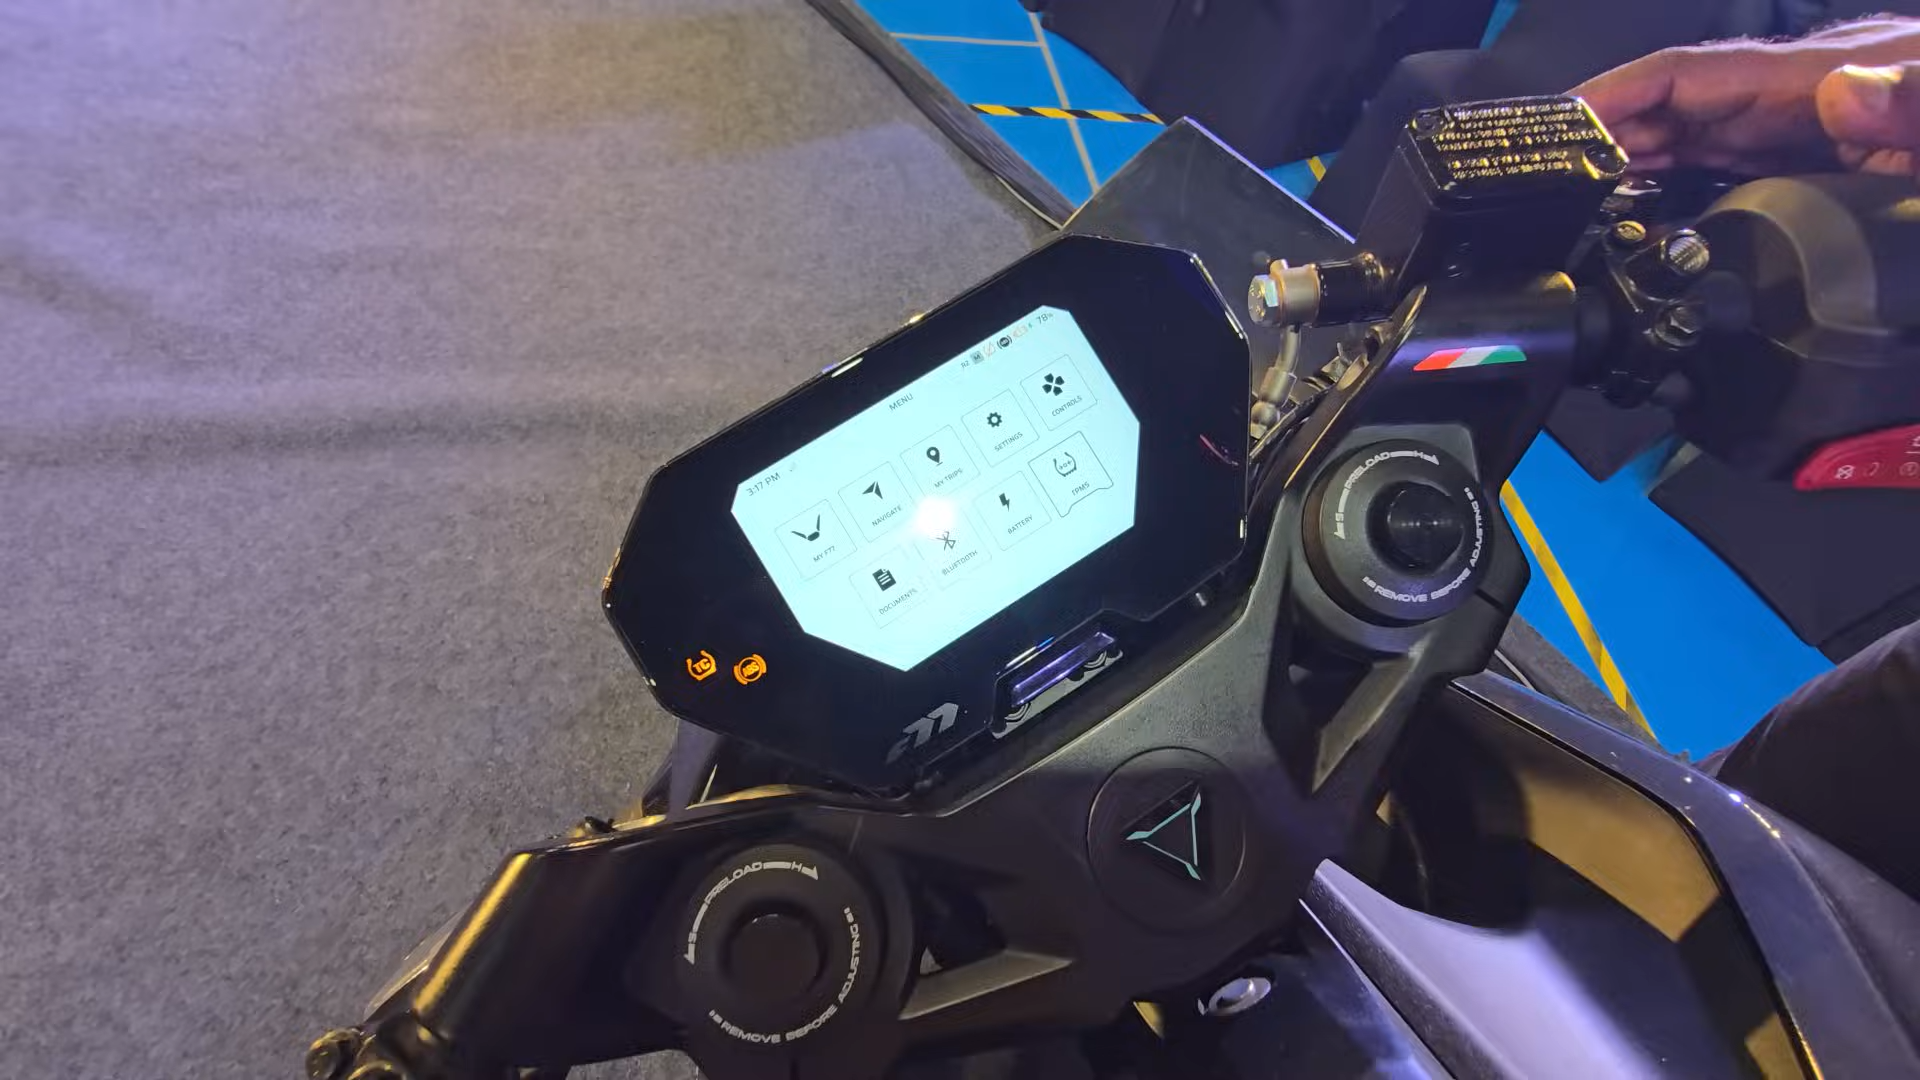 3:17 PM
78%
MENU
MY F77
NAVIGATE
MY TRIPS
SETTINGS
CONTROLS
DOCUMENTS
BLUETOOTH
BATTERY
TPMS
TC
ABS
F77
S PRELOAD H
REMOVE BEFORE ADJUSTING
S PRELOAD H
REMOVE BEFORE ADJUSTING